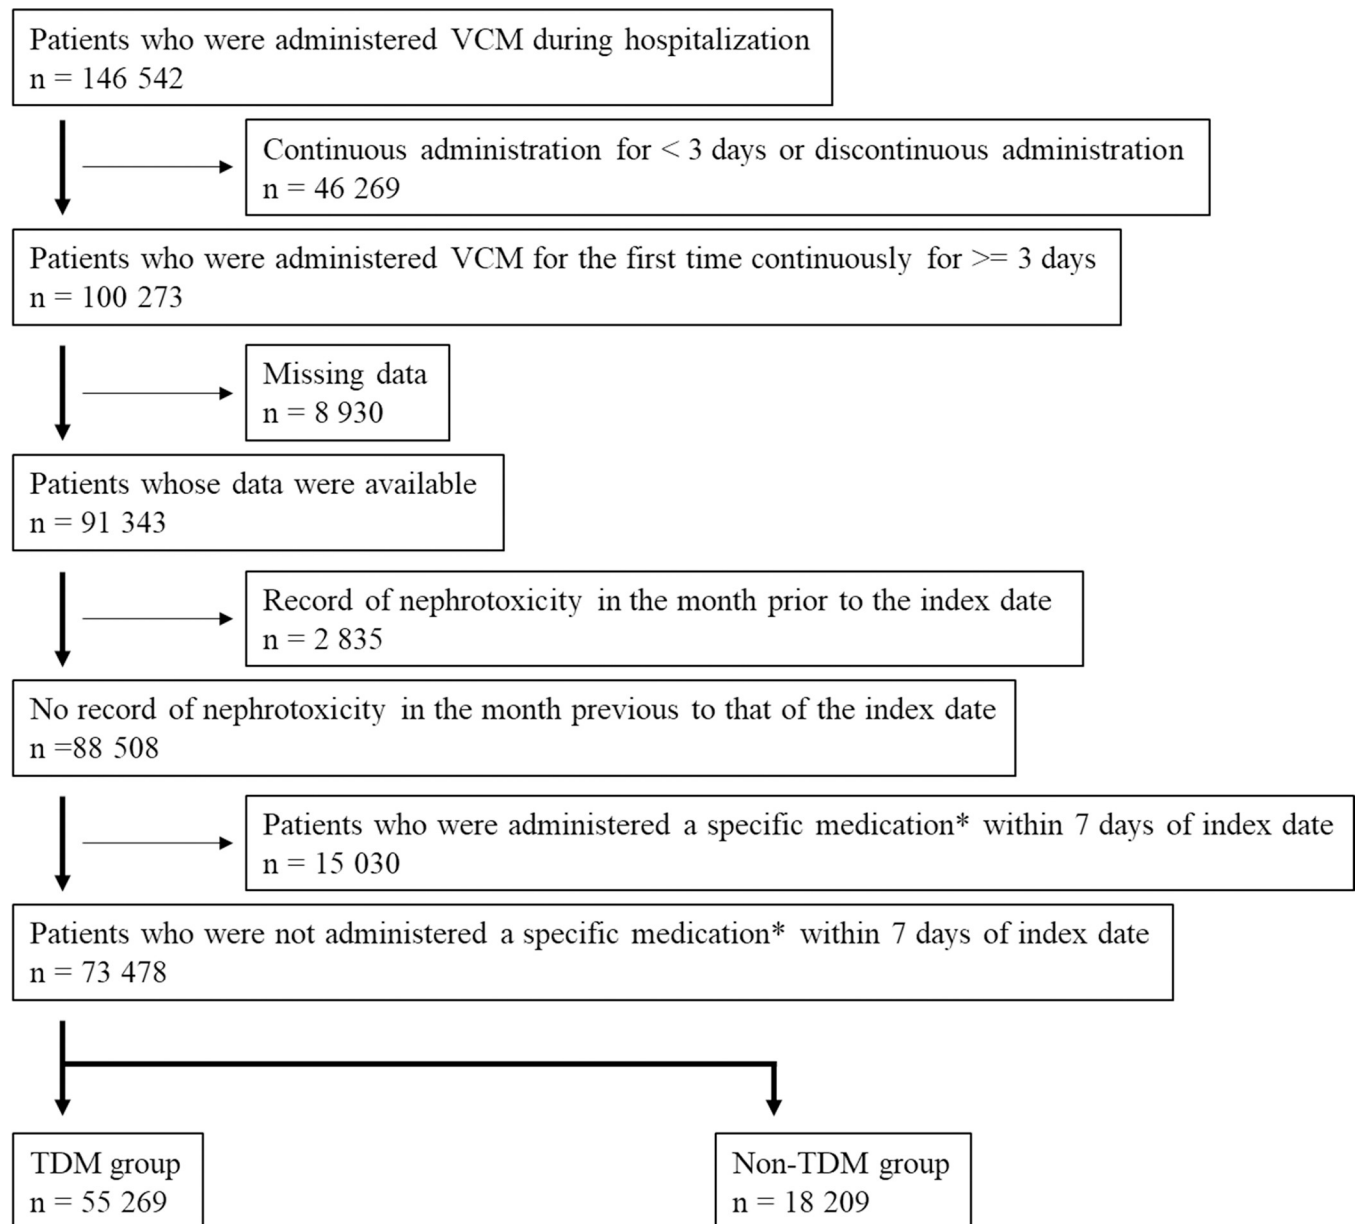 Patients who were administered VCM during hospitalization
n = 146 542
Continuous administration for < 3 days or discontinuous administration
n = 46 269
Patients who were administered VCM for the first time continuously for >= 3 days
n = 100 273
Missing data
n = 8 930
Patients whose data were available
n = 91 343
Record of nephrotoxicity in the month prior to the index date
n = 2 835
No record of nephrotoxicity in the month previous to that of the index date
n =88 508
Patients who were administered a specific medication* within 7 days of index date
n = 15 030
Patients who were not administered a specific medication* within 7 days of index date
n = 73 478
TDM group
n = 55 269
Non-TDM group
n = 18 209